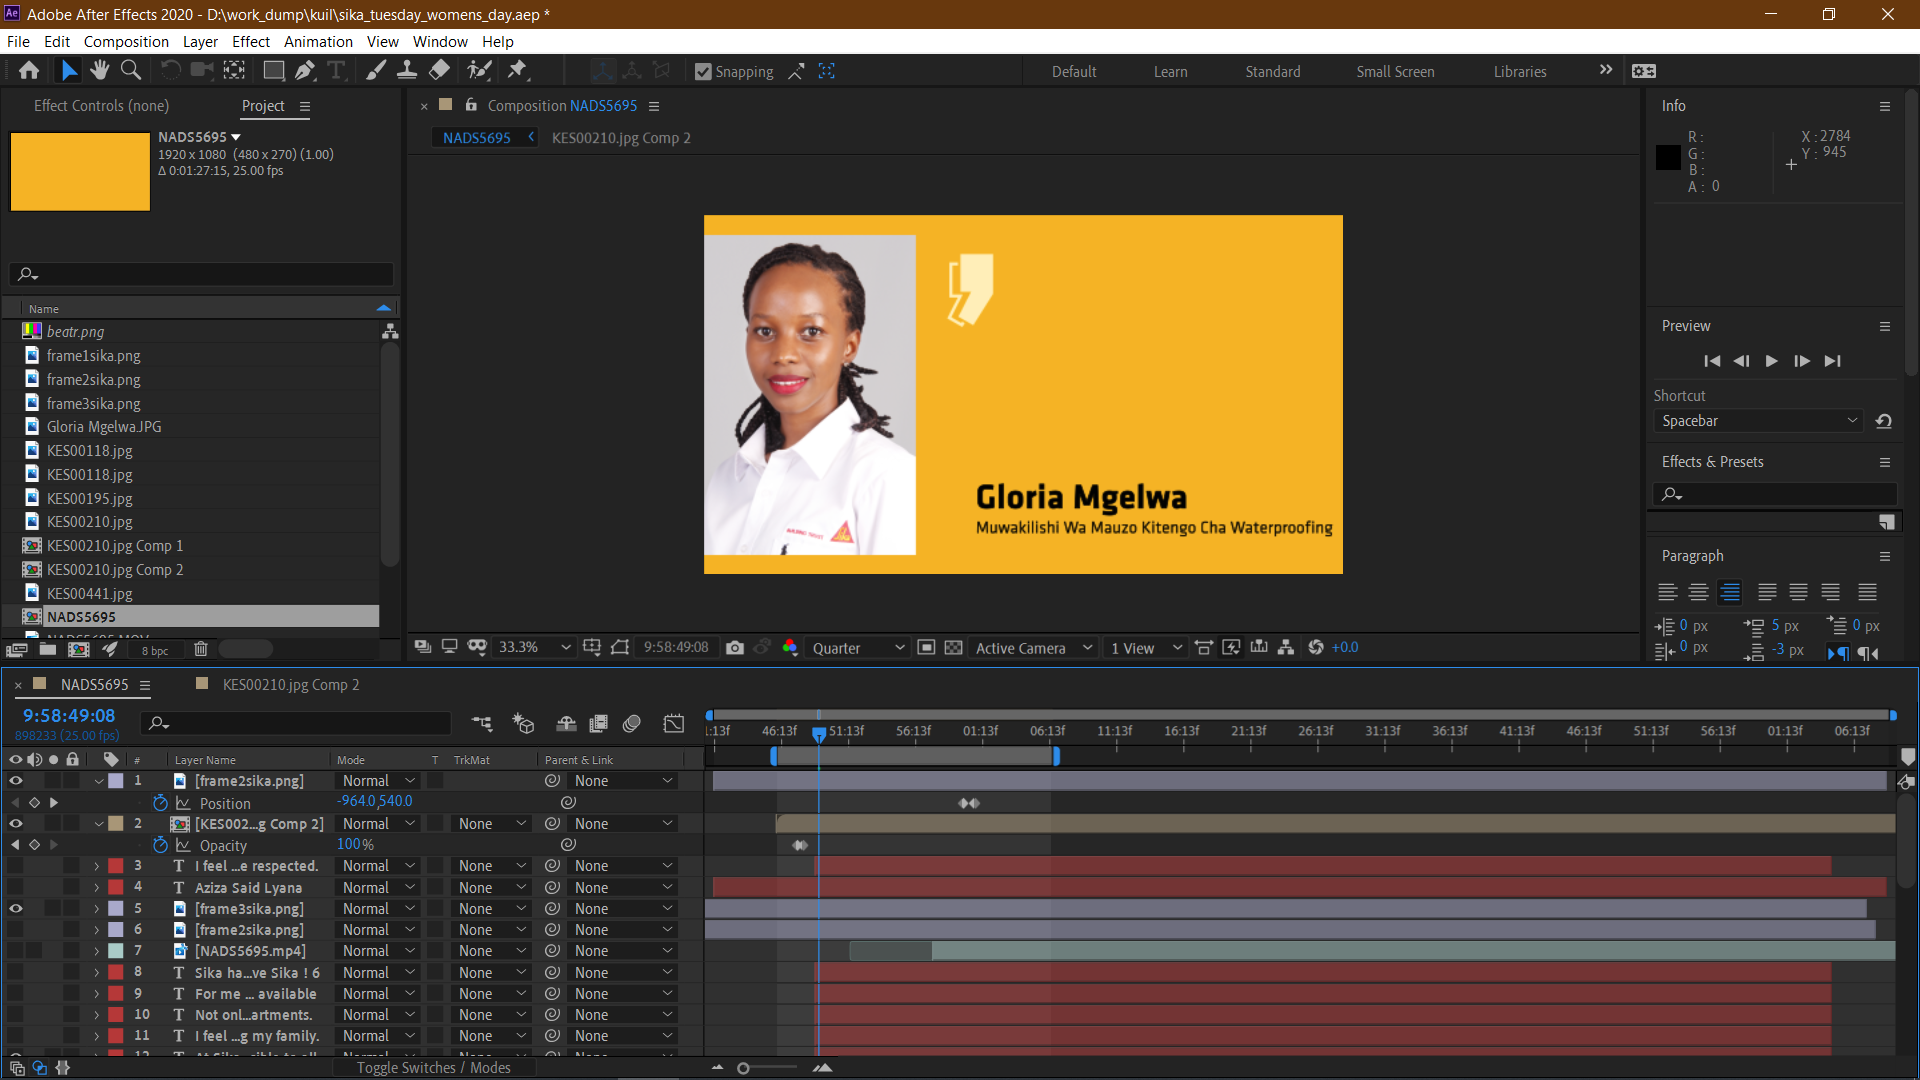 Adobe After Effects 2020 - D:\work_dump\kuil\sika_tuesday_womens_day.aep *
File Edit Composition Layer Effect Animation View Window Help
Snapping Default Learn Standard Small Screen Libraries
Effect Controls (none) Project
NADS5695
1920 x 1080 (480 x 270) (1.00)
Δ 0:01:27:15, 25.00 fps
Name
beatr.png
frame1sika.png
frame2sika.png
frame3sika.png
Gloria Mgelwa.JPG
KES00118.jpg
KES00118.jpg
KES00195.jpg
KES00210.jpg
KES00210.jpg Comp 1
KES00210.jpg Comp 2
KES00441.jpg
NADS5695
NADS5695.MOV
8 bpc
Composition NADS5695
NADS5695 KES00210.jpg Comp 2
Gloria Mgelwa
Muwakilishi Wa Mauzo Kitengo Cha Waterproofing
33.3% 9:58:49:08 Quarter Active Camera 1 View +0.0
Info
R :
G :
B :
A : 0
X : 2784
Y : 945
Preview
Shortcut
Spacebar
Effects & Presets
Paragraph
0 px 5 px 0 px
0 px -3 px
NADS5695 KES00210.jpg Comp 2
9:58:49:08
898233 (25.00 fps)
:13f 46:13f 51:13f 56:13f 01:13f 06:13f 11:13f 16:13f 21:13f 26:13f 31:13f 36:13f 41:13f 46:13f 51:13f 56:13f 01:13f 06:13f
# Layer Name Mode T TrkMat Parent & Link
1 [frame2sika.png] Normal None
Position -964.0,540.0
2 [KES002...g Comp 2] Normal None None
Opacity 100%
3 T I feel ...e respected. Normal None None
4 T Aziza Said Lyana Normal None None
5 [frame3sika.png] Normal None None
6 [frame2sika.png] Normal None None
7 [NADS5695.mp4] Normal None None
8 T Sika ha...ve Sika ! 6 Normal None None
9 T For me ... available Normal None None
10 T Not onl...artments. Normal None None
11 T I feel ...g my family. Normal None None
12
Toggle Switches / Modes